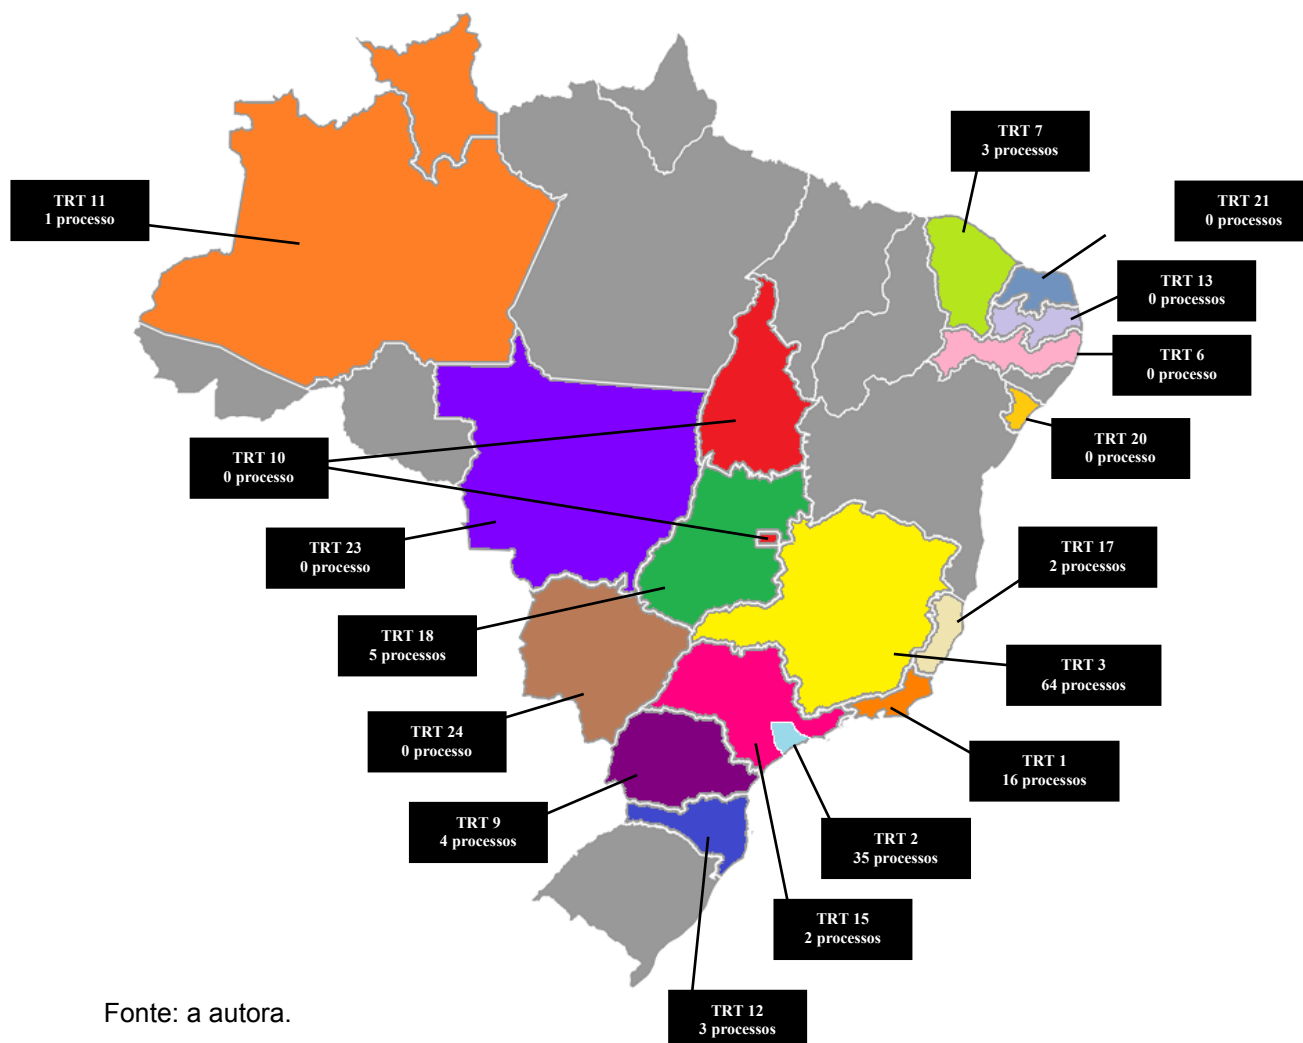 TRT 7
3 processos
TRT 21
0 processos
TRT 11
1 processo
TRT 13
0 processos
TRT 6
0 processos
TRT 20
0 processo
TRT 10
0 processo
TRT 23
0 processo
TRT 17
2 processos
TRT 18
5 processos
TRT 3
64 processos
TRT 24
0 processo
TRT 1
16 processos
TRT 9
4 processos
TRT 2
35 processos
TRT 15
2 processos
TRT 12
3 processos
Fonte: a autora.